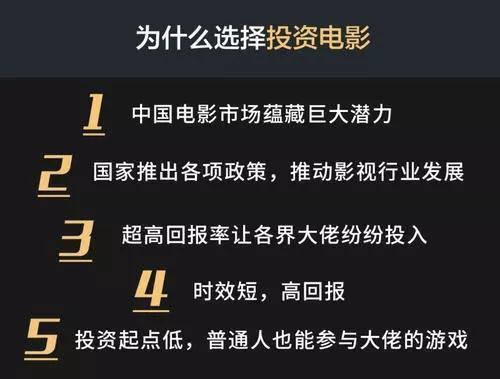 为什么选择投资电影
1 中国电影市场蕴藏巨大潜力
2 国家推出各项政策，推动影视行业发展
3 超高回报率让各界大佬纷纷投入
4 时效短，高回报
5 投资起点低，普通人也能参与大佬的游戏